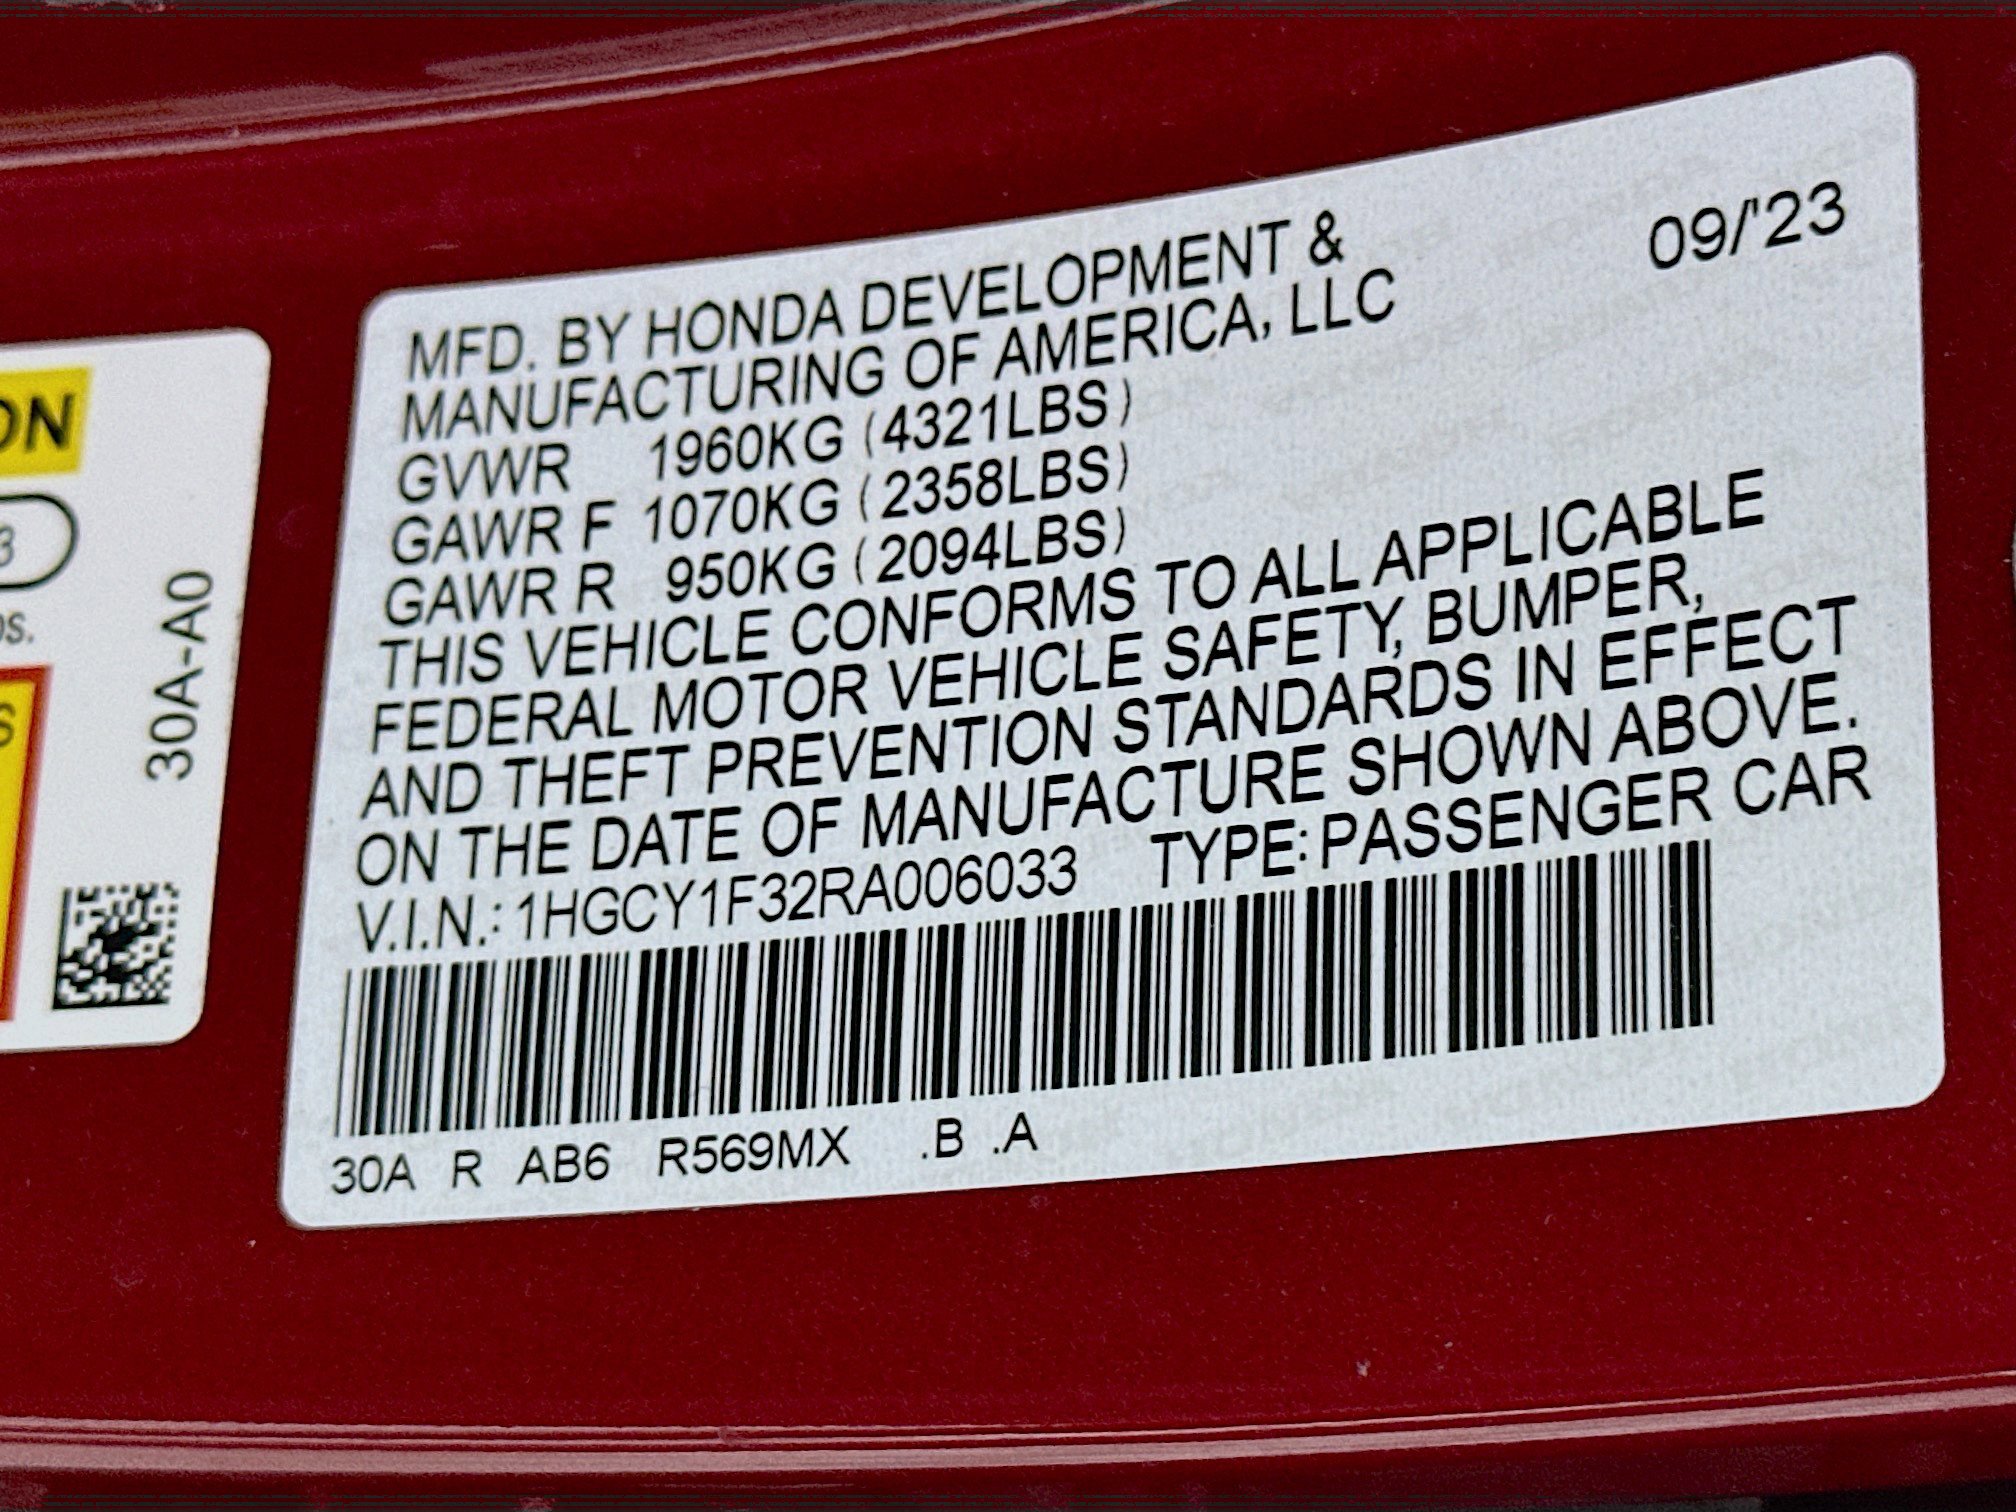 ON
3
os.
S
30A-A0
MFD. BY HONDA DEVELOPMENT &
MANUFACTURING OF AMERICA, LLC
09/'23
GVWR 1960KG (4321LBS)
GAWR F 1070KG (2358LBS)
GAWR R 950KG (2094LBS)
THIS VEHICLE CONFORMS TO ALL APPLICABLE
FEDERAL MOTOR VEHICLE SAFETY, BUMPER,
AND THEFT PREVENTION STANDARDS IN EFFECT
ON THE DATE OF MANUFACTURE SHOWN ABOVE.
V.I.N.: 1HGCY1F32RA006033 TYPE: PASSENGER CAR
30A R AB6 R569MX .B .A